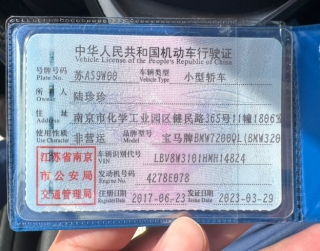 中华人民共和国机动车行驶证
Vehicle License of the People's Republic of China
号牌号码
Plate No.
苏AS9W00
车辆类型
Vehicle Type
小型轿车
所有人
Owner
陆珍珍
住址
Address
南京市化学工业园区健民路365号11幢1806室
使用性质
Use Character
非营运
品牌型号
Model
宝马牌BMW7200QL(BMW320
江苏省南京
市公安局
交通管理局
车辆识别代号
VIN
LBV8W3101HMH14824
发动机号码
Engine No.
4278E078
注册日期
Register Date
2017-06-23
发证日期
Issue Date
2023-03-29